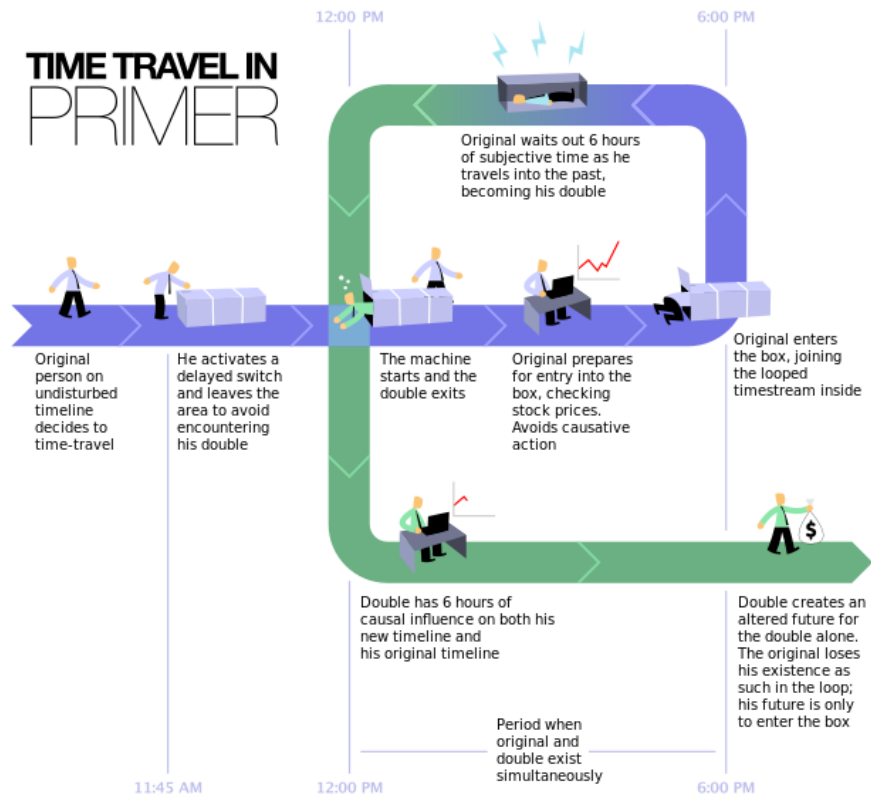 12:00 PM
6:00 PM
TIME TRAVEL IN
PRIMER
Original waits out 6 hours
of subjective time as he
travels into the past,
becoming his double
Original
person on
undisturbed
timeline
decides to
time-travel
He activates a
delayed switch
and leaves the
area to avoid
encountering
his double
The machine
starts and the
double exits
Original prepares
for entry into the
box, checking
stock prices.
Avoids causative
action
Original enters
the box, joining
the looped
timestream inside
$
Double has 6 hours of
causal influence on both his
new timeline and
his original timeline
Double creates an
altered future for
the double alone.
The original loses
his existence as
such in the loop;
his future is only
to enter the box
Period when
original and
double exist
simultaneously
11:45 AM
12:00 PM
6:00 PM